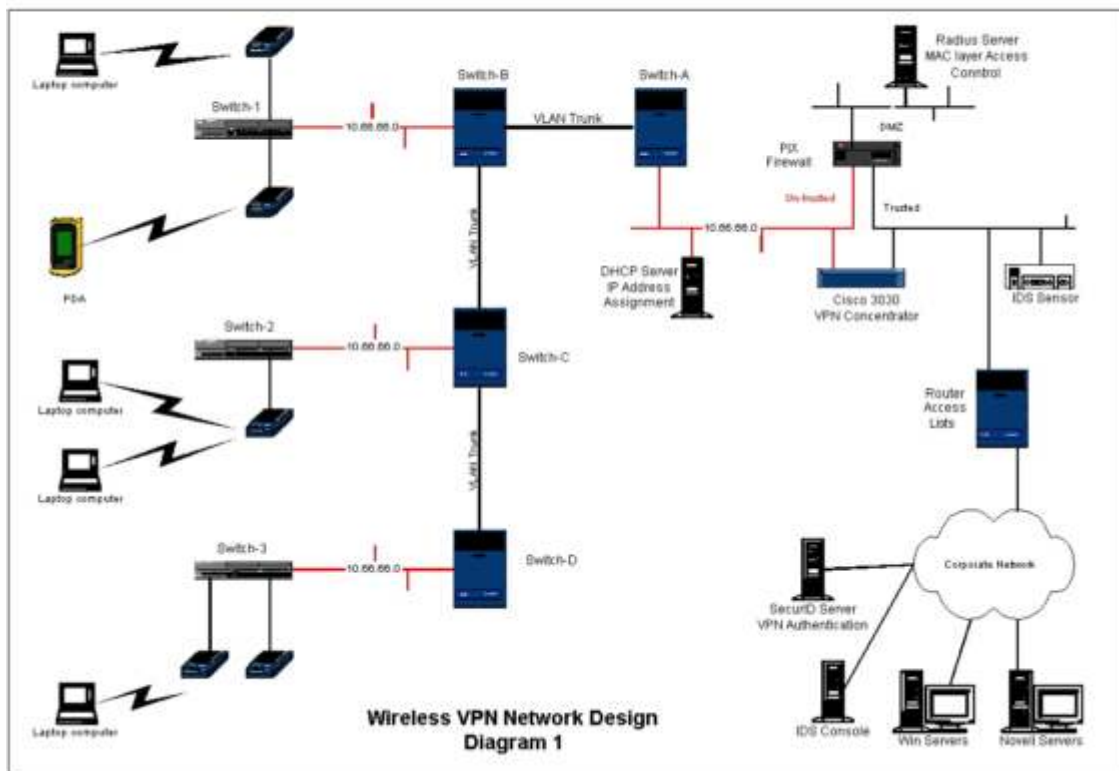 Laptop computer
Switch-1
10.66.66.0
Switch-B
VLAN Trunk
Switch-A
Radius Server
MAC layer Access
Conntrol
DMZ
PIX
Firewall
Un-trusted
Trusted
10.66.66.0
VLAN Trunk
PDA
DHCP Server
IP Address
Assignment
Cisco 3030
VPN Concentrator
IDS Sensor
Switch-2
10.66.66.0
Switch-C
Laptop computer
Laptop computer
Router
Access
Lists
VLAN Trunk
Switch-3
10.66.66.0
Switch-D
Corporate Network
SecurID Server
VPN Authentication
Laptop computer
IDS Console
Win Servers
Novell Servers
Wireless VPN Network Design
Diagram 1